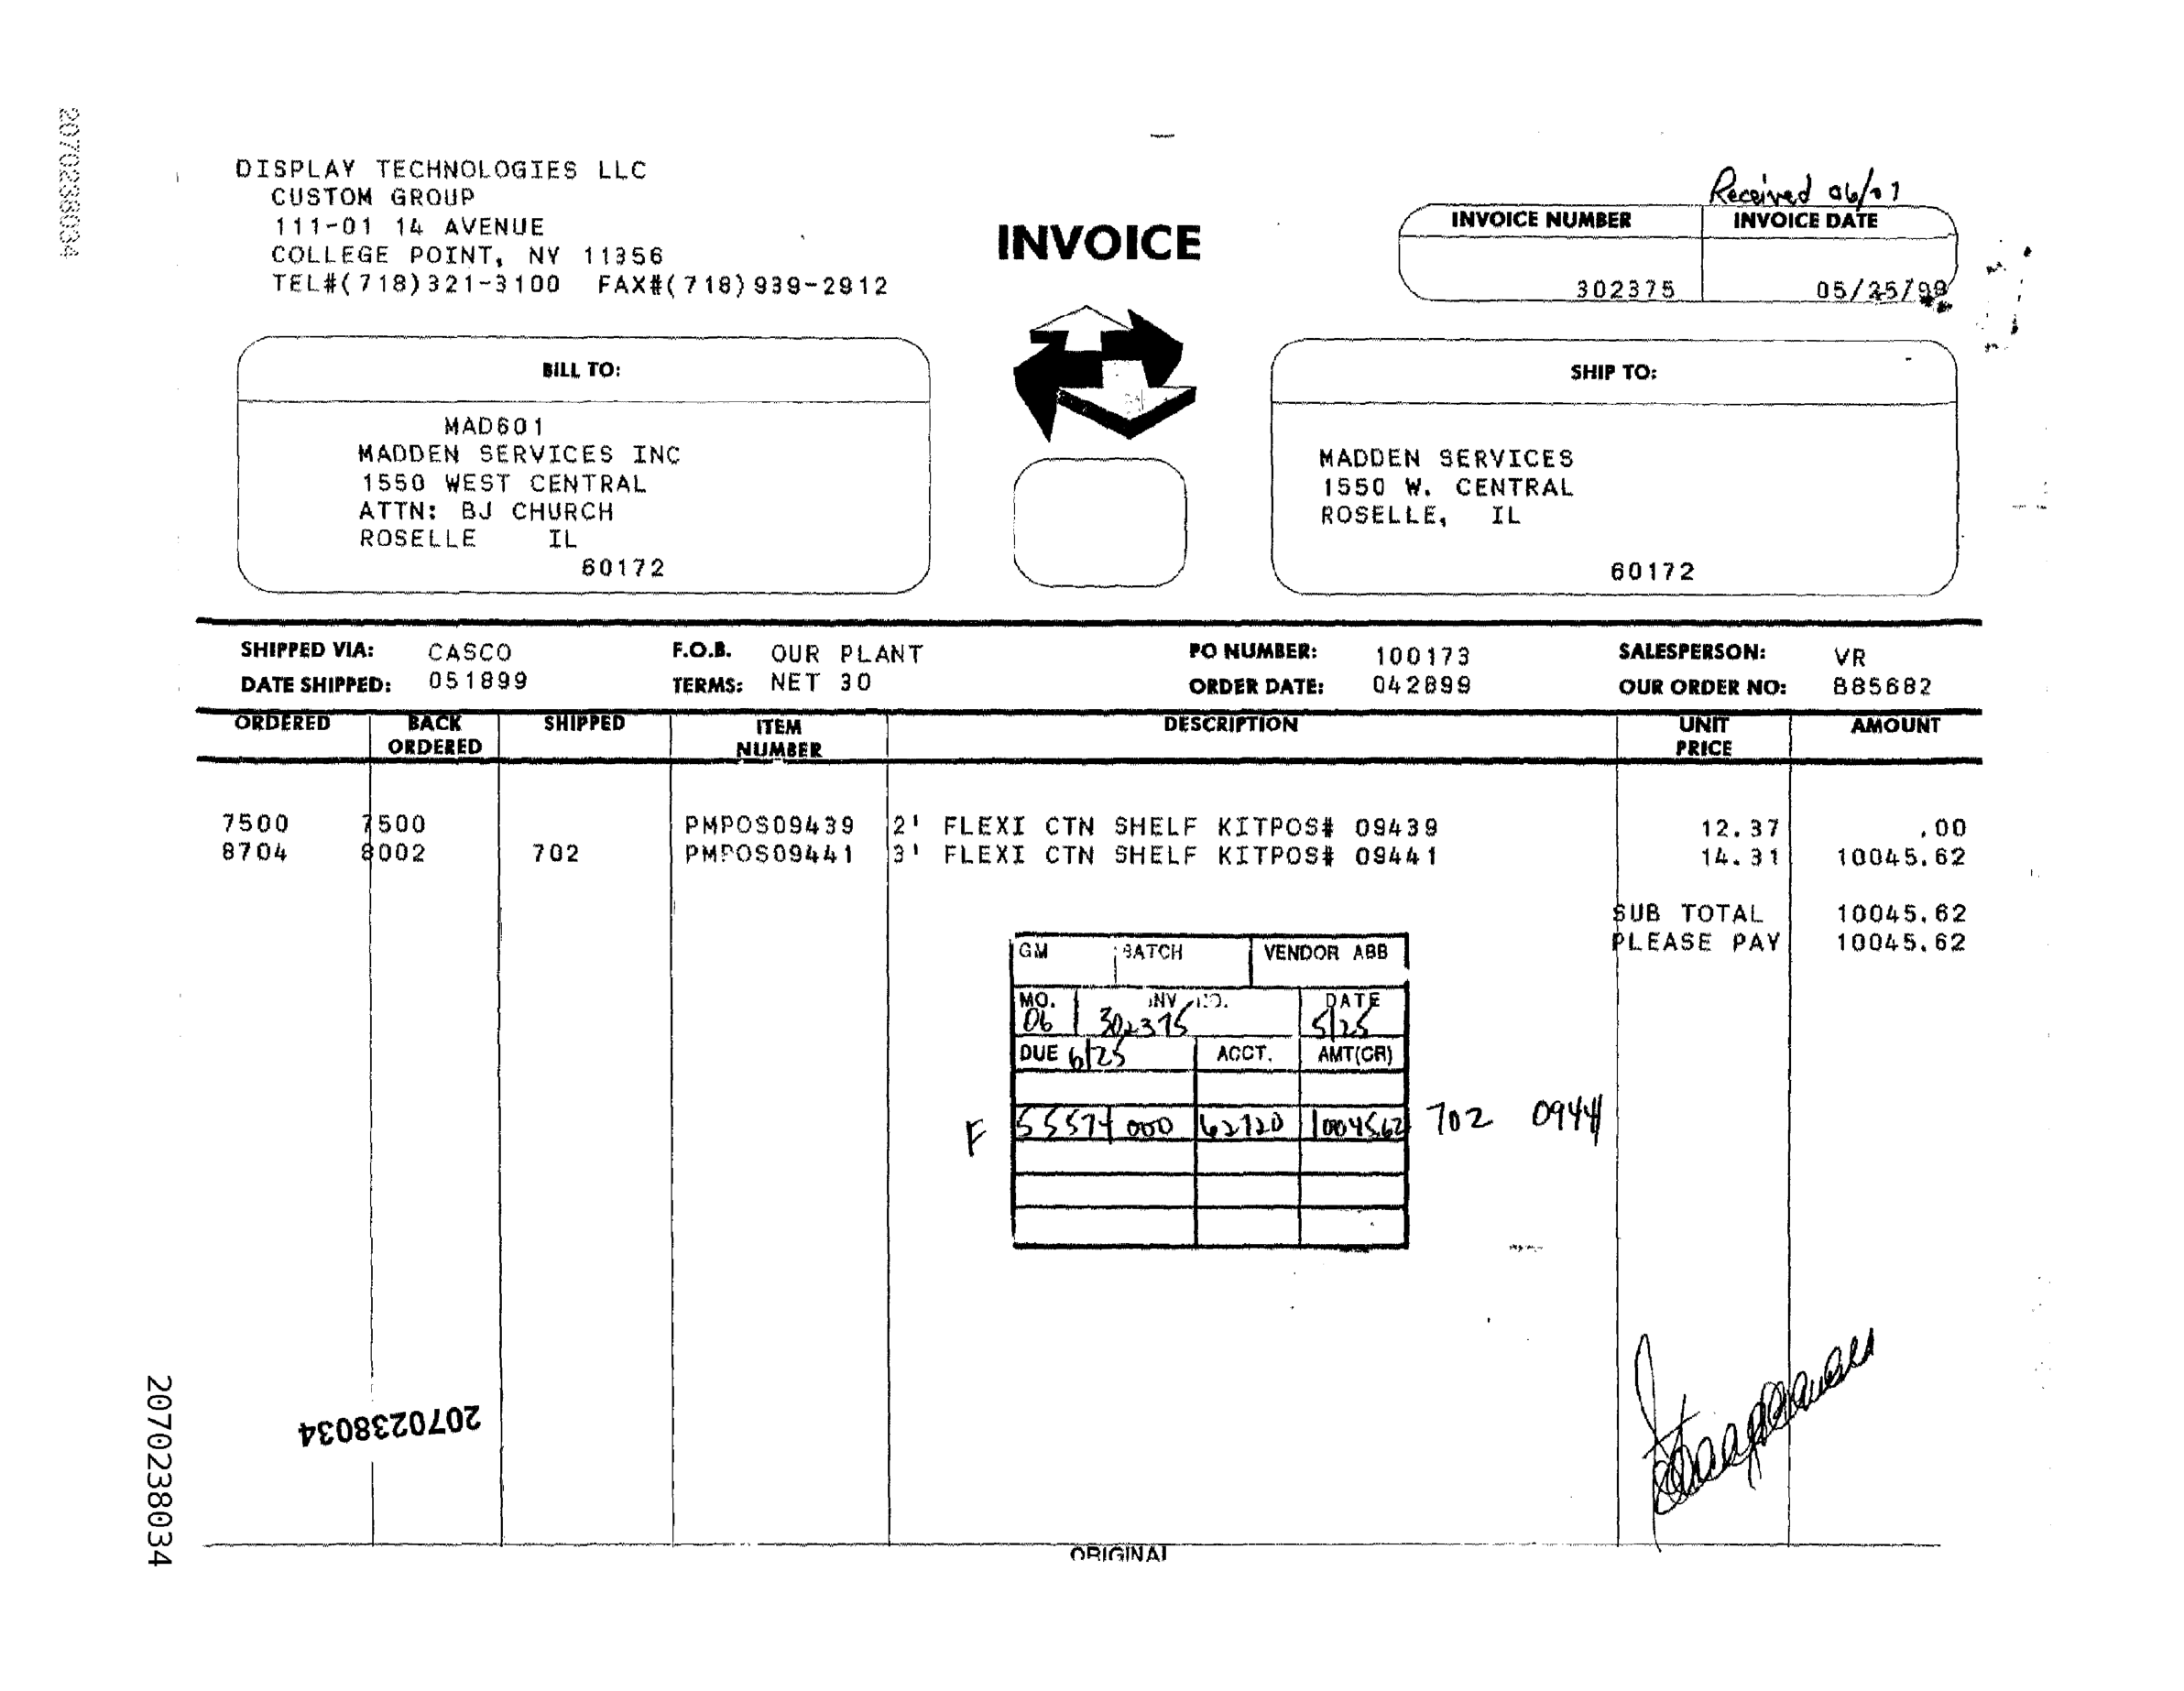 2070238034
DISPLAY TECHNOLOGIES LLC
CUSTOM GROUP
111-01 14 AVENUE
COLLEGE POINT, NY 11356
TEL#(718)321-3100 FAX#(718)939-2912
INVOICE
Received 06/01
INVOICE NUMBER INVOICE DATE
302375 05/25/99
BILL TO:
MAD601
MADDEN SERVICES INC
1550 WEST CENTRAL
ATTN: BJ CHURCH
ROSELLE IL
60172
SHIP TO:
MADDEN SERVICES
1550 W. CENTRAL
ROSELLE, IL
60172
SHIPPED VIA: CASCO F.O.B. OUR PLANT PO NUMBER: 100173 SALESPERSON: VR
DATE SHIPPED: 051899 TERMS: NET 30 ORDER DATE: 042899 OUR ORDER NO: 885682
ORDERED BACK ORDERED SHIPPED ITEM NUMBER DESCRIPTION UNIT PRICE AMOUNT
7500 7500 PMPOS09439 2' FLEXI CTN SHELF KITPOS# 09439 12.37 .00
8704 8002 702 PMPOS09441 3' FLEXI CTN SHELF KITPOS# 09441 14.31 10045.62
SUB TOTAL 10045.62
PLEASE PAY 10045.62
GM BATCH VENDOR ABB
MO. INV NO. DATE
06 302375 5/25
DUE 6/25 ACCT. AMT(CR)
F 55574 000 62720 10045.62 702 09441
2070238034
2070238034
ORIGINAL